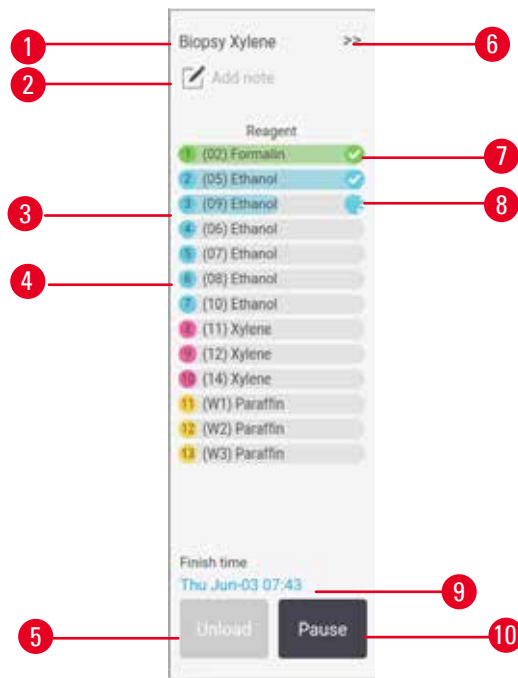 1 Biopsy Xylene >> 6
2 Add note
Reagent
1 (02) Formalin 7
2 (05) Ethanol
3 3 (09) Ethanol 8
4 (06) Ethanol
5 (07) Ethanol
4 6 (08) Ethanol
7 (10) Ethanol
8 (11) Xylene
9 (12) Xylene
10 (14) Xylene
11 (W1) Paraffin
12 (W2) Paraffin
13 (W3) Paraffin
Finish time
Thu Jun-03 07:43 9
5 Unload Pause 10